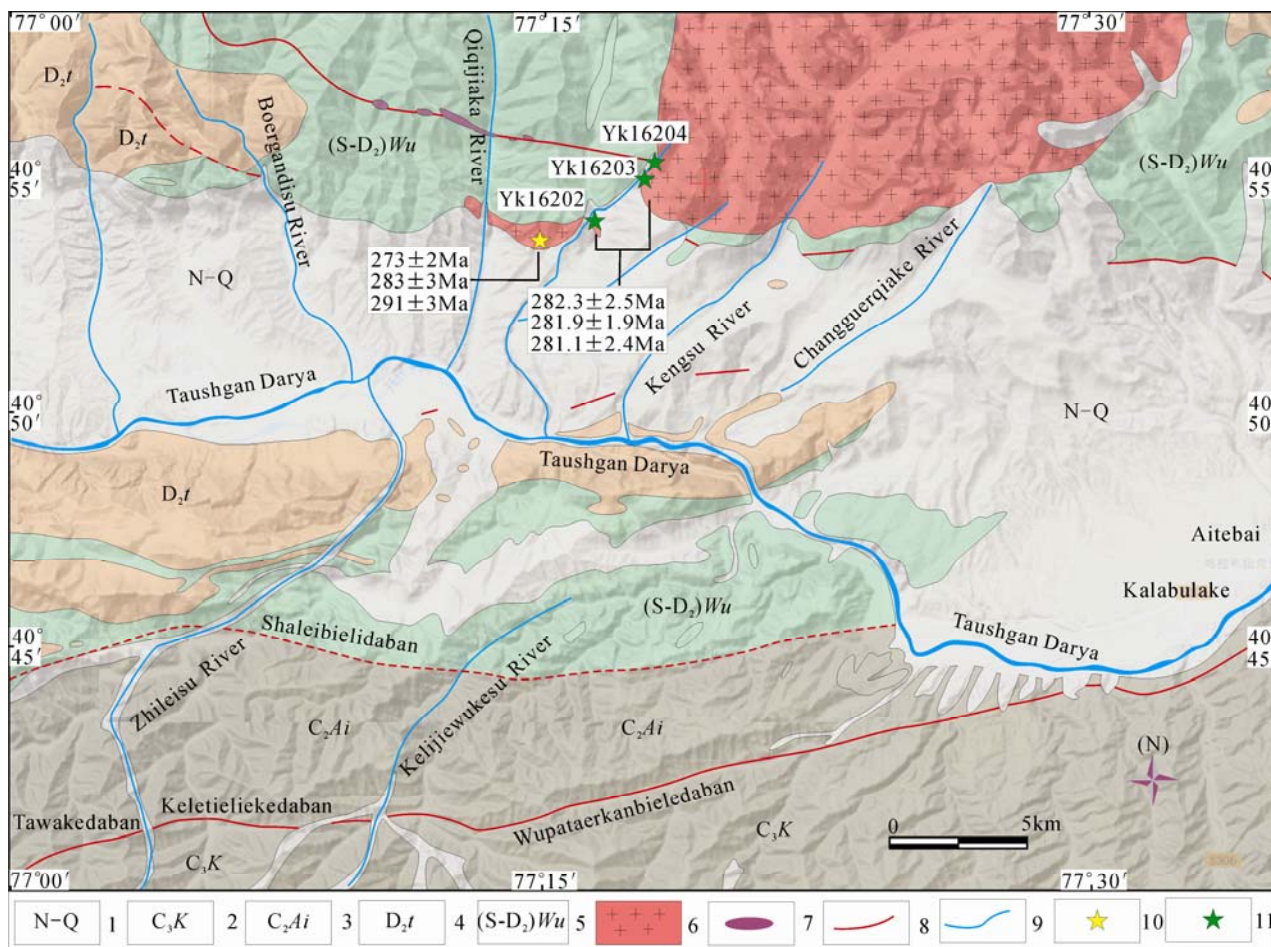 77°00′
77°15′
77°30′
D₂t
Boergandisu River
Qiqijiaka River
D₂t
(S-D₂)Wu
Yk16204
(S-D₂)Wu
40°
55′
Yk16203
40
55′
Yk16202
N-Q
273±2Ma
283±3Ma
291±3Ma
282.3±2.5Ma
281.9±1.9Ma
281.1±2.4Ma
Kengsu River
Changguerqiake River
Taushgan Darya
40°
50′
N-Q
40
50′
Taushgan Darya
D₂t
Aitebai
Kalabulake
(S-D₂)Wu
Shaleibielidaban
Taushgan Darya
40°
45′
40
45′
Zhileisu River
Kelijiewukesu River
C₂Ai
C₂Ai
(N)
Keletieliekedaban
Tawakedaban
Wupataerkanbieledaban
C₃K
C₃K
0
5km
77°00′
77°15′
77°30′
N-Q 1 C₃K 2 C₂Ai 3 D₂t 4 (S-D₂)Wu 5 6 7 8 9 10 11